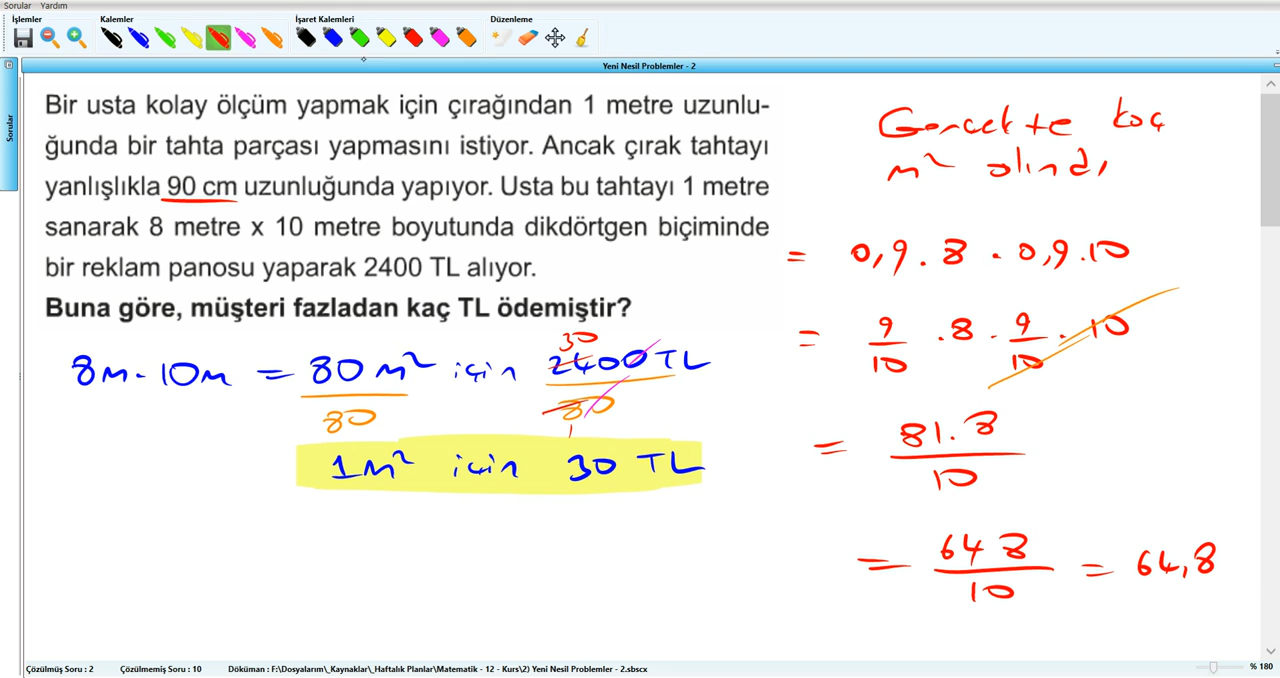 Sorular Yardım
İşlemler Kalemler İşaret Kalemleri Düzenleme
Yeni Nesil Problemler - 2
Sorular
Bir usta kolay ölçüm yapmak için çırağından 1 metre uzunlu-
ğunda bir tahta parçası yapmasını istiyor. Ancak çırak tahtayı
yanlışlıkla 90 cm uzunluğunda yapıyor. Usta bu tahtayı 1 metre
sanarak 8 metre x 10 metre boyutunda dikdörtgen biçiminde
bir reklam panosu yaparak 2400 TL alıyor.
Buna göre, müşteri fazladan kaç TL ödemiştir?
30
8m · 10m = 80 m² için 2400 TL
80 80
1
1m² için 30 TL
Gerçekte kaç
m² alındı
= 0,9 . 8 . 0,9 . 10
= 9/10 . 8 . 9/10 . 10
= 81.8/10
= 648/10 = 64,8
Çözülmüş Soru : 2 Çözülmemiş Soru : 10 Döküman : F:\Dosyalarım\_Kaynaklar\_Haftalık Planlar\Matematik - 12 - Kurs\2) Yeni Nesil Problemler - 2.sbscx % 180